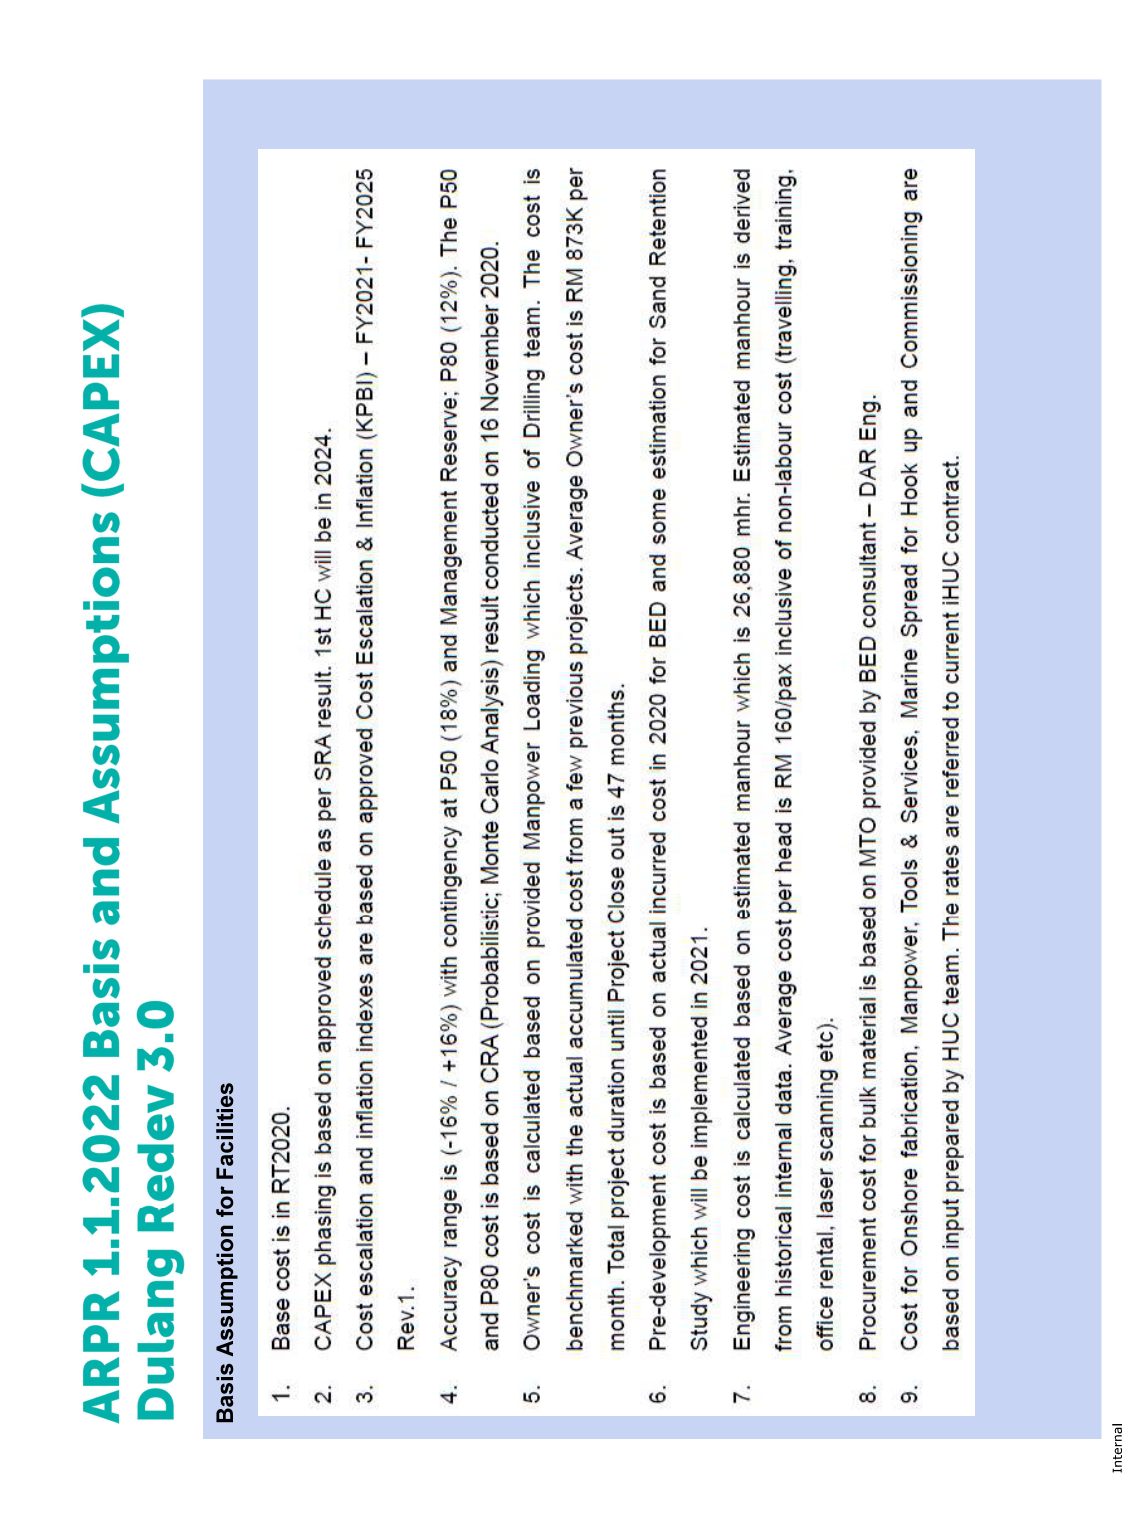 ARPR 1.1.2022 Basis and Assumptions (CAPEX)
Dulang Redev 3.0
Basis Assumption for Facilities
1. Base cost is in RT2020.
2. CAPEX phasing is based on approved schedule as per SRA result. 1st HC will be in 2024.
3. Cost escalation and inflation indexes are based on approved Cost Escalation & Inflation (KPBI) – FY2021- FY2025
Rev.1.
4. Accuracy range is (-16% / +16%) with contingency at P50 (18%) and Management Reserve; P80 (12%). The P50
and P80 cost is based on CRA (Probabilistic; Monte Carlo Analysis) result conducted on 16 November 2020.
5. Owner's cost is calculated based on provided Manpower Loading which inclusive of Drilling team. The cost is
benchmarked with the actual accumulated cost from a few previous projects. Average Owner's cost is RM 873K per
month. Total project duration until Project Close out is 47 months.
6. Pre-development cost is based on actual incurred cost in 2020 for BED and some estimation for Sand Retention
Study which will be implemented in 2021.
7. Engineering cost is calculated based on estimated manhour which is 26,880 mhr. Estimated manhour is derived
from historical internal data. Average cost per head is RM 160/pax inclusive of non-labour cost (travelling, training,
office rental, laser scanning etc).
8. Procurement cost for bulk material is based on MTO provided by BED consultant – DAR Eng.
9. Cost for Onshore fabrication, Manpower, Tools & Services, Marine Spread for Hook up and Commissioning are
based on input prepared by HUC team. The rates are referred to current iHUC contract.
Internal